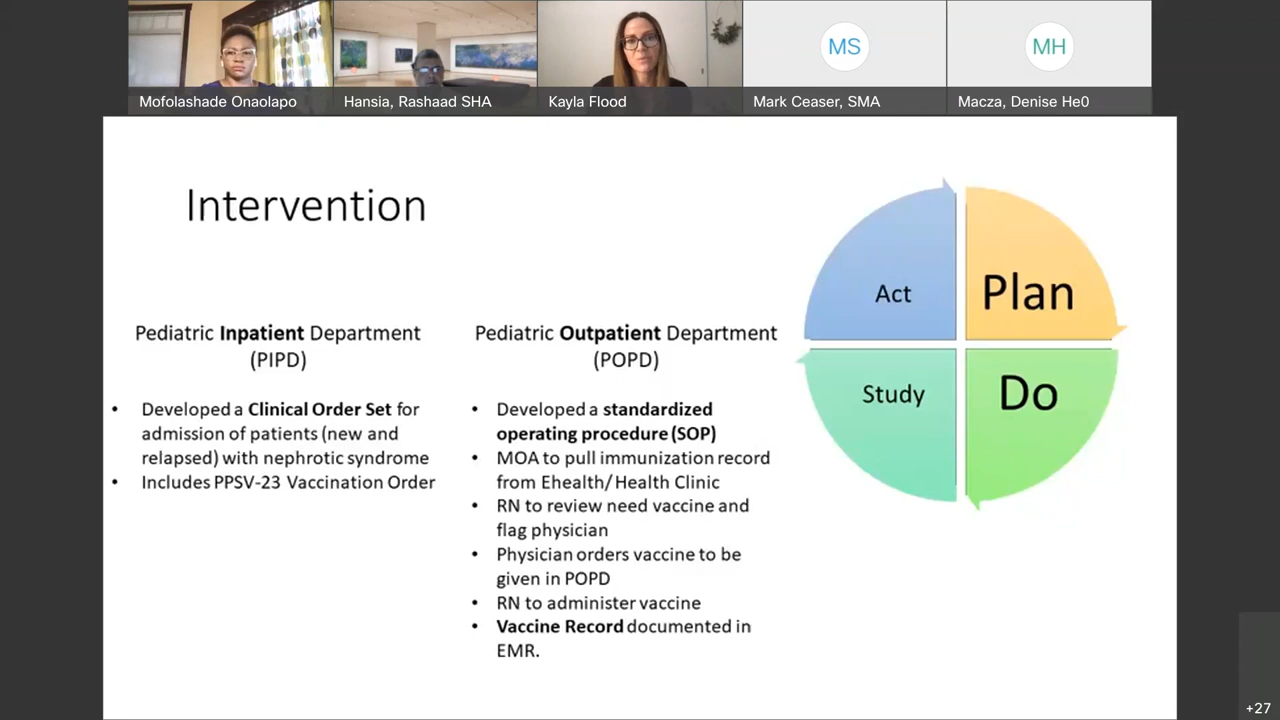 MS
MH
Mofolashade Onaolapo
Hansia, Rashaad SHA
Kayla Flood
Mark Ceaser, SMA
Macza, Denise He0
Intervention
Pediatric Inpatient Department
(PIPD)
• Developed a Clinical Order Set for
admission of patients (new and
relapsed) with nephrotic syndrome
• Includes PPSV-23 Vaccination Order
Pediatric Outpatient Department
(POPD)
• Developed a standardized
operating procedure (SOP)
• MOA to pull immunization record
from Ehealth/Health Clinic
• RN to review need vaccine and
flag physician
• Physician orders vaccine to be
given in POPD
• RN to administer vaccine
• Vaccine Record documented in
EMR.
Act
Plan
Study
Do
+27